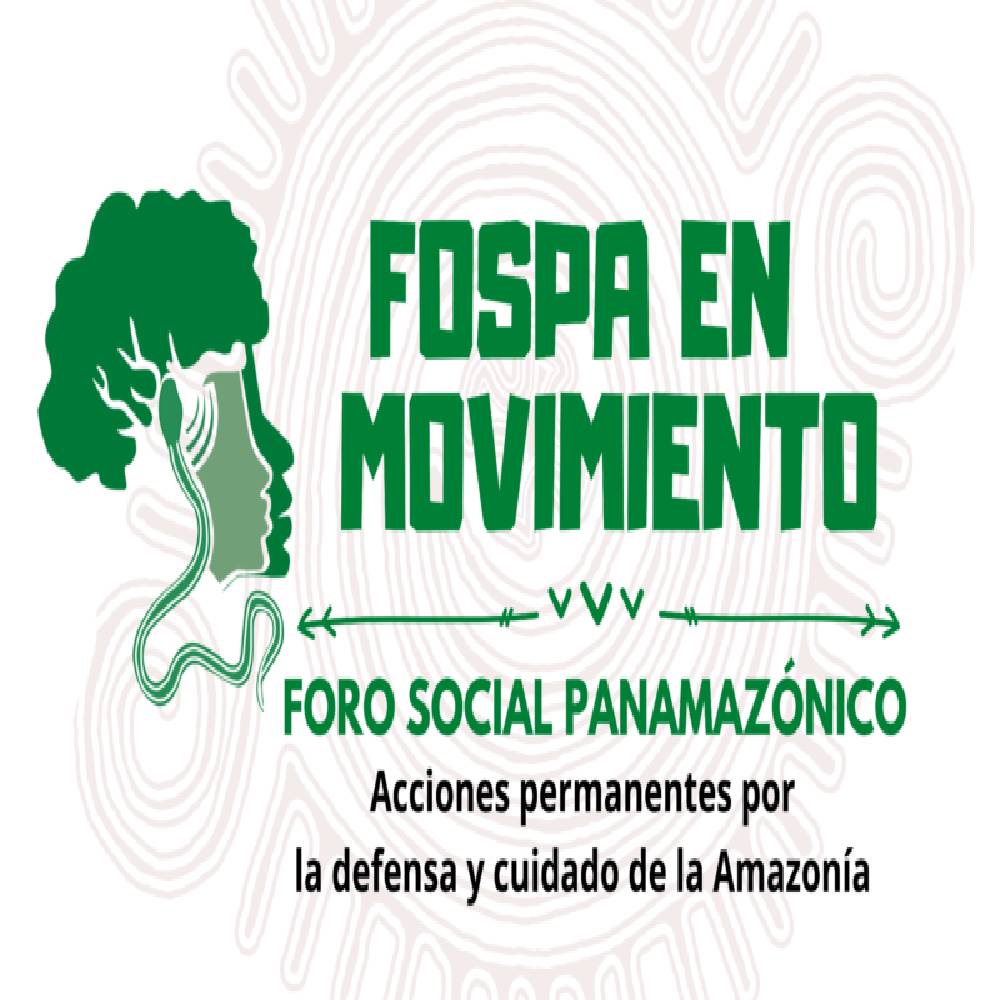 FOSPA EN
MOVIMIENTO
FORO SOCIAL PANAMAZÓNICO
Acciones permanentes por
la defensa y cuidado de la Amazonía